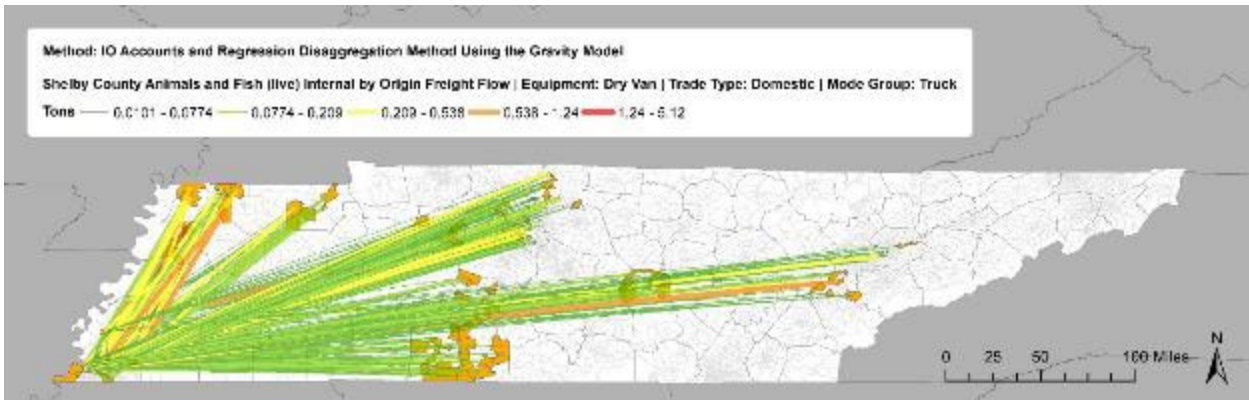 Method: IO Accounts and Regression Disaggregation Method Using the Gravity Model
Shelby County Animals and Fish (live) Internal by Origin Freight Flow | Equipment: Dry Van | Trade Type: Domestic | Mode Group: Truck
Tons 0.0101 - 0.0774 0.0774 - 0.209 0.209 - 0.538 0.538 - 1.24 1.24 - 5.12
N
0 25 50 100 Miles